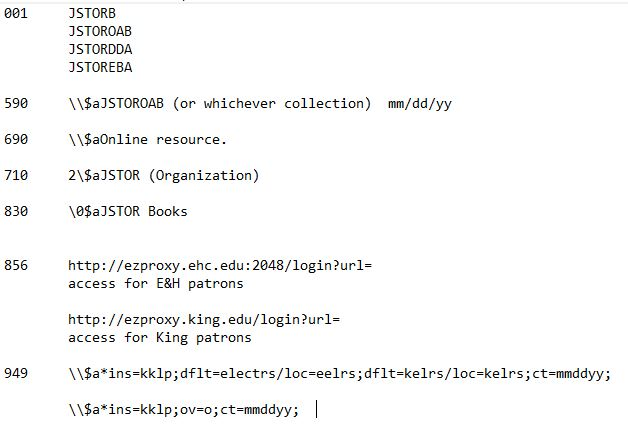 001 JSTORB
JSTOROAB
JSTORDDA
JSTOREBA
590 \\$aJSTOROAB (or whichever collection) mm/dd/yy
690 \\$aOnline resource.
710 2\$aJSTOR (Organization)
830 \0$aJSTOR Books
856 http://ezproxy.ehc.edu:2048/login?url=
access for E&H patrons
http://ezproxy.king.edu/login?url=
access for King patrons
949 \\$a*ins=kklp;dflt=electrs/loc=eelrs;dflt=kelrs/loc=kelrs;ct=mmddyy;
\\$a*ins=kklp;ov=o;ct=mmddyy;